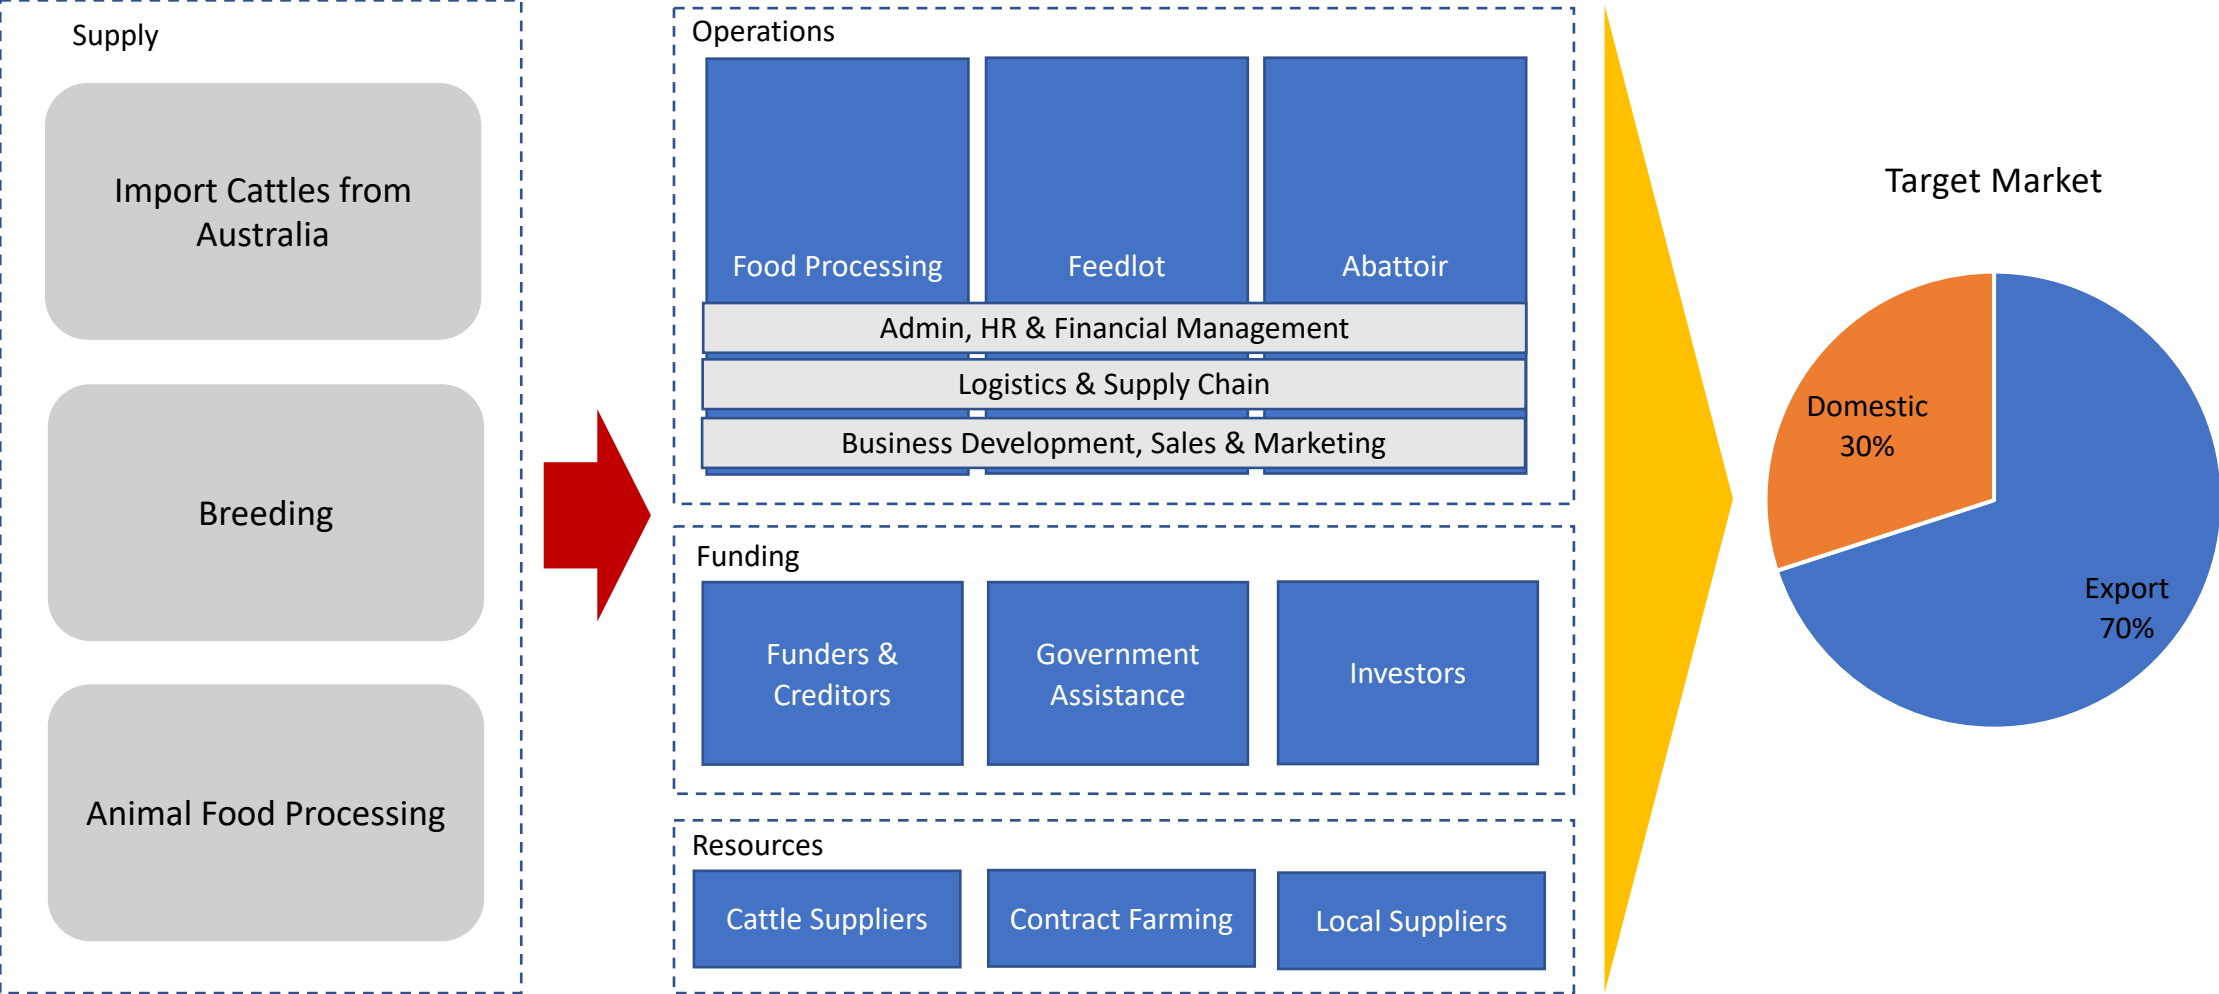 Supply
Import Cattles from
Australia
Breeding
Animal Food Processing
Operations
Food Processing
Feedlot
Abattoir
Admin, HR & Financial Management
Logistics & Supply Chain
Business Development, Sales & Marketing
Funding
Funders &
Creditors
Government
Assistance
Investors
Resources
Cattle Suppliers
Contract Farming
Local Suppliers
Target Market
Domestic
30%
Export
70%